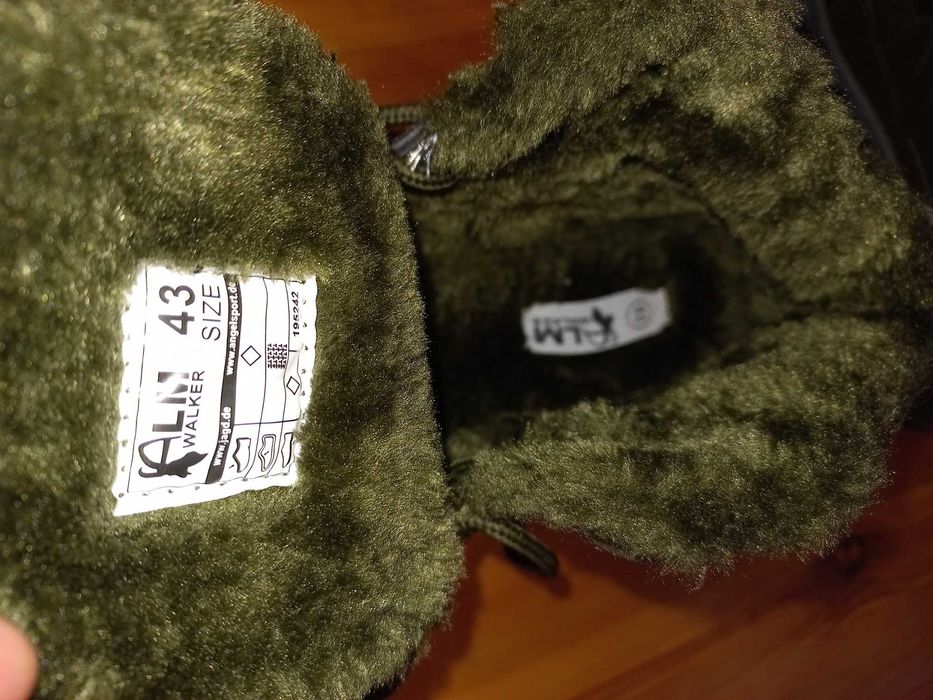 ALM
WALKER
43
SIZE
www.jagd.de
www.angelsport.de
195242
ALM
WALKER